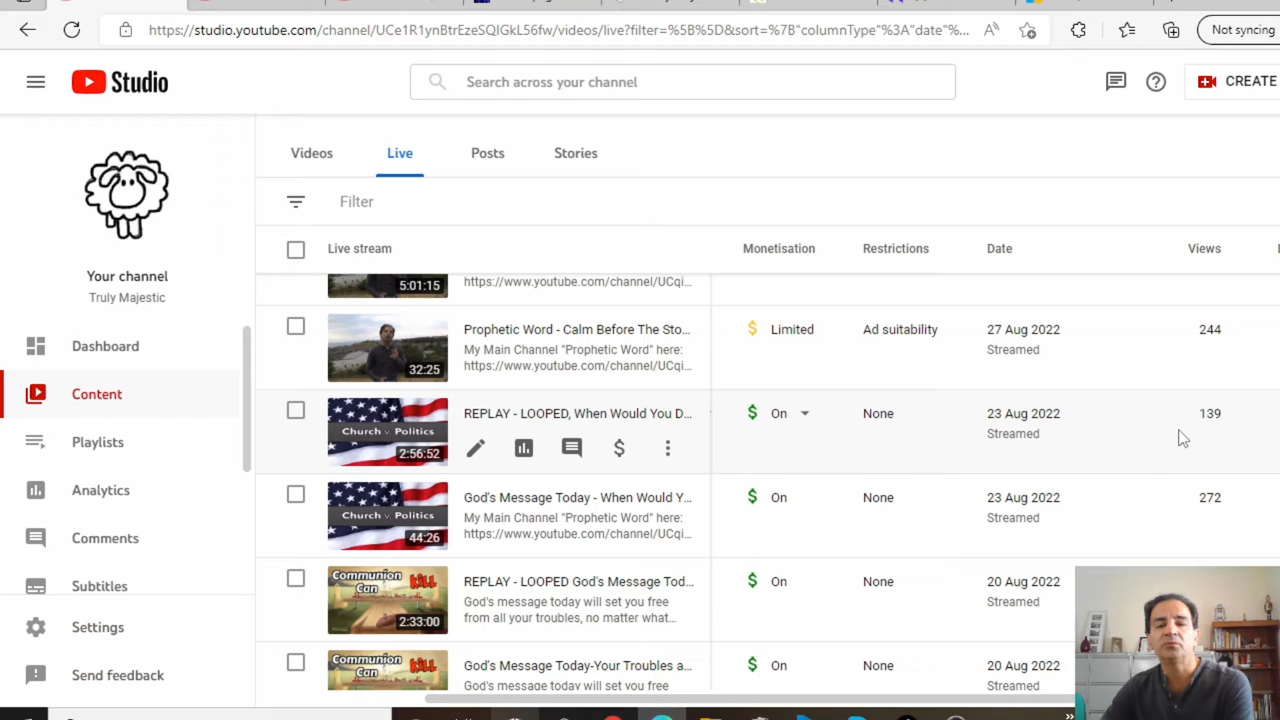 https://studio.youtube.com/channel/UCe1R1ynBtrEzeSQIGkL56fw/videos/live?filter=%5B%5D&sort=%7B"columnType"%3A"date"%...
Not syncing
Studio
Search across your channel
CREATE
Your channel
Truly Majestic
Dashboard
Content
Playlists
Analytics
Comments
Subtitles
Settings
Send feedback
Videos
Live
Posts
Stories
Filter
Live stream
Monetisation
Restrictions
Date
Views
5:01:15
https://www.youtube.com/channel/UCqi...
32:25
Prophetic Word - Calm Before The Sto...
My Main Channel "Prophetic Word" here:
https://www.youtube.com/channel/UCqi...
Limited
Ad suitability
27 Aug 2022
Streamed
244
Church v. Politics
2:56:52
REPLAY - LOOPED, When Would You D...
On
None
23 Aug 2022
Streamed
139
Church v. Politics
44:26
God's Message Today - When Would Y...
My Main Channel "Prophetic Word" here:
https://www.youtube.com/channel/UCqi...
On
None
23 Aug 2022
Streamed
272
Communion
Can kill
2:33:00
REPLAY - LOOPED God's Message Tod...
God's message today will set you free
from all your troubles, no matter what...
On
None
20 Aug 2022
Streamed
Communion
Can kill
God's Message Today-Your Troubles a...
God's message today will set you free
On
None
20 Aug 2022
Streamed